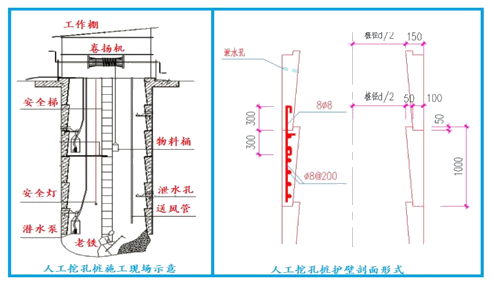 工作棚
卷扬机
安全梯
物料桶
安全灯
泄水孔
送风管
潜水泵
老铁
人工挖孔桩施工现场示意
泄水孔
桩径d/2
150
桩径d/2
50
100
300
8ø8
50
300
ø8@200
1000
人工挖孔桩护壁剖面形式